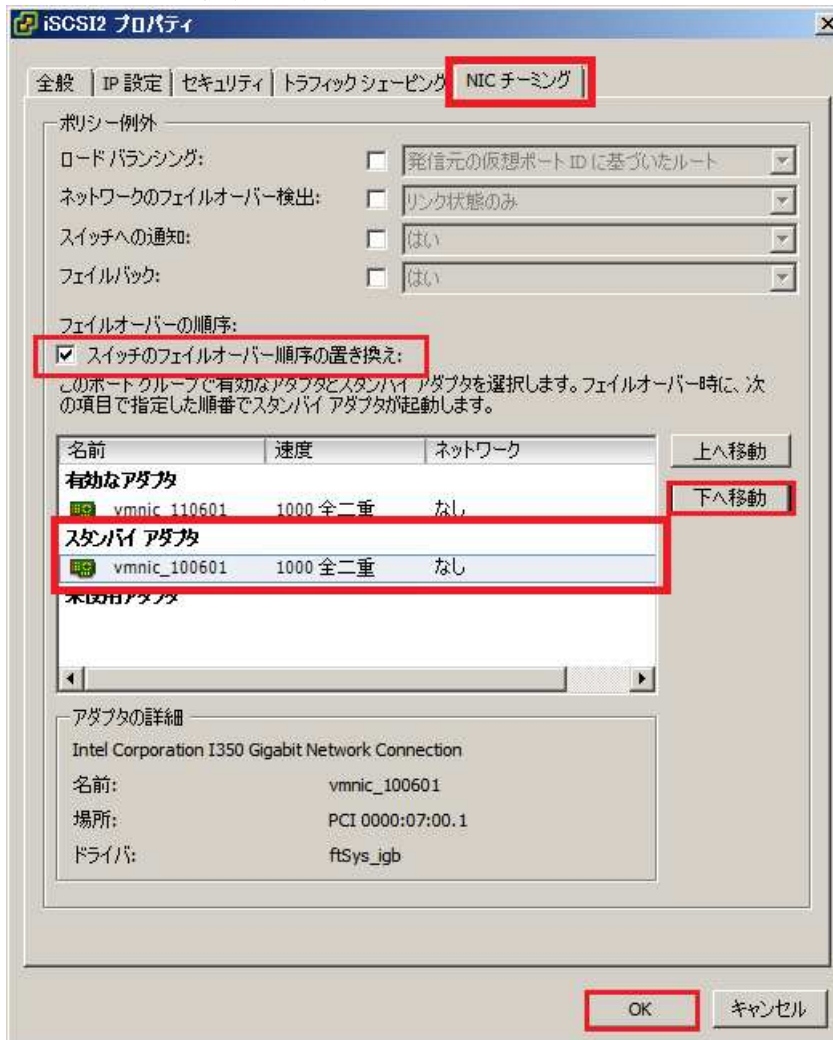 iSCSI2 プロパティ
全般 IP 設定 セキュリティ トラフィック シェーピング NIC チーミング
ポリシー例外
ロード バランシング: 発信元の仮想ポート ID に基づいたルート
ネットワークのフェイルオーバー検出: リンク状態のみ
スイッチへの通知: はい
フェイルバック: はい
フェイルオーバーの順序:
スイッチのフェイルオーバー順序の置き換え:
このポート グループで有効なアダプタとスタンバイ アダプタを選択します。フェイルオーバー時に、次
の項目で指定した順番でスタンバイ アダプタが起動します。
名前 速度 ネットワーク 上へ移動
有効なアダプタ
vmnic_110601 1000 全二重 なし 下へ移動
スタンバイ アダプタ
vmnic_100601 1000 全二重 なし
未使用アダプタ
アダプタの詳細
Intel Corporation I350 Gigabit Network Connection
名前: vmnic_100601
場所: PCI 0000:07:00.1
ドライバ: ftSys_igb
OK キャンセル